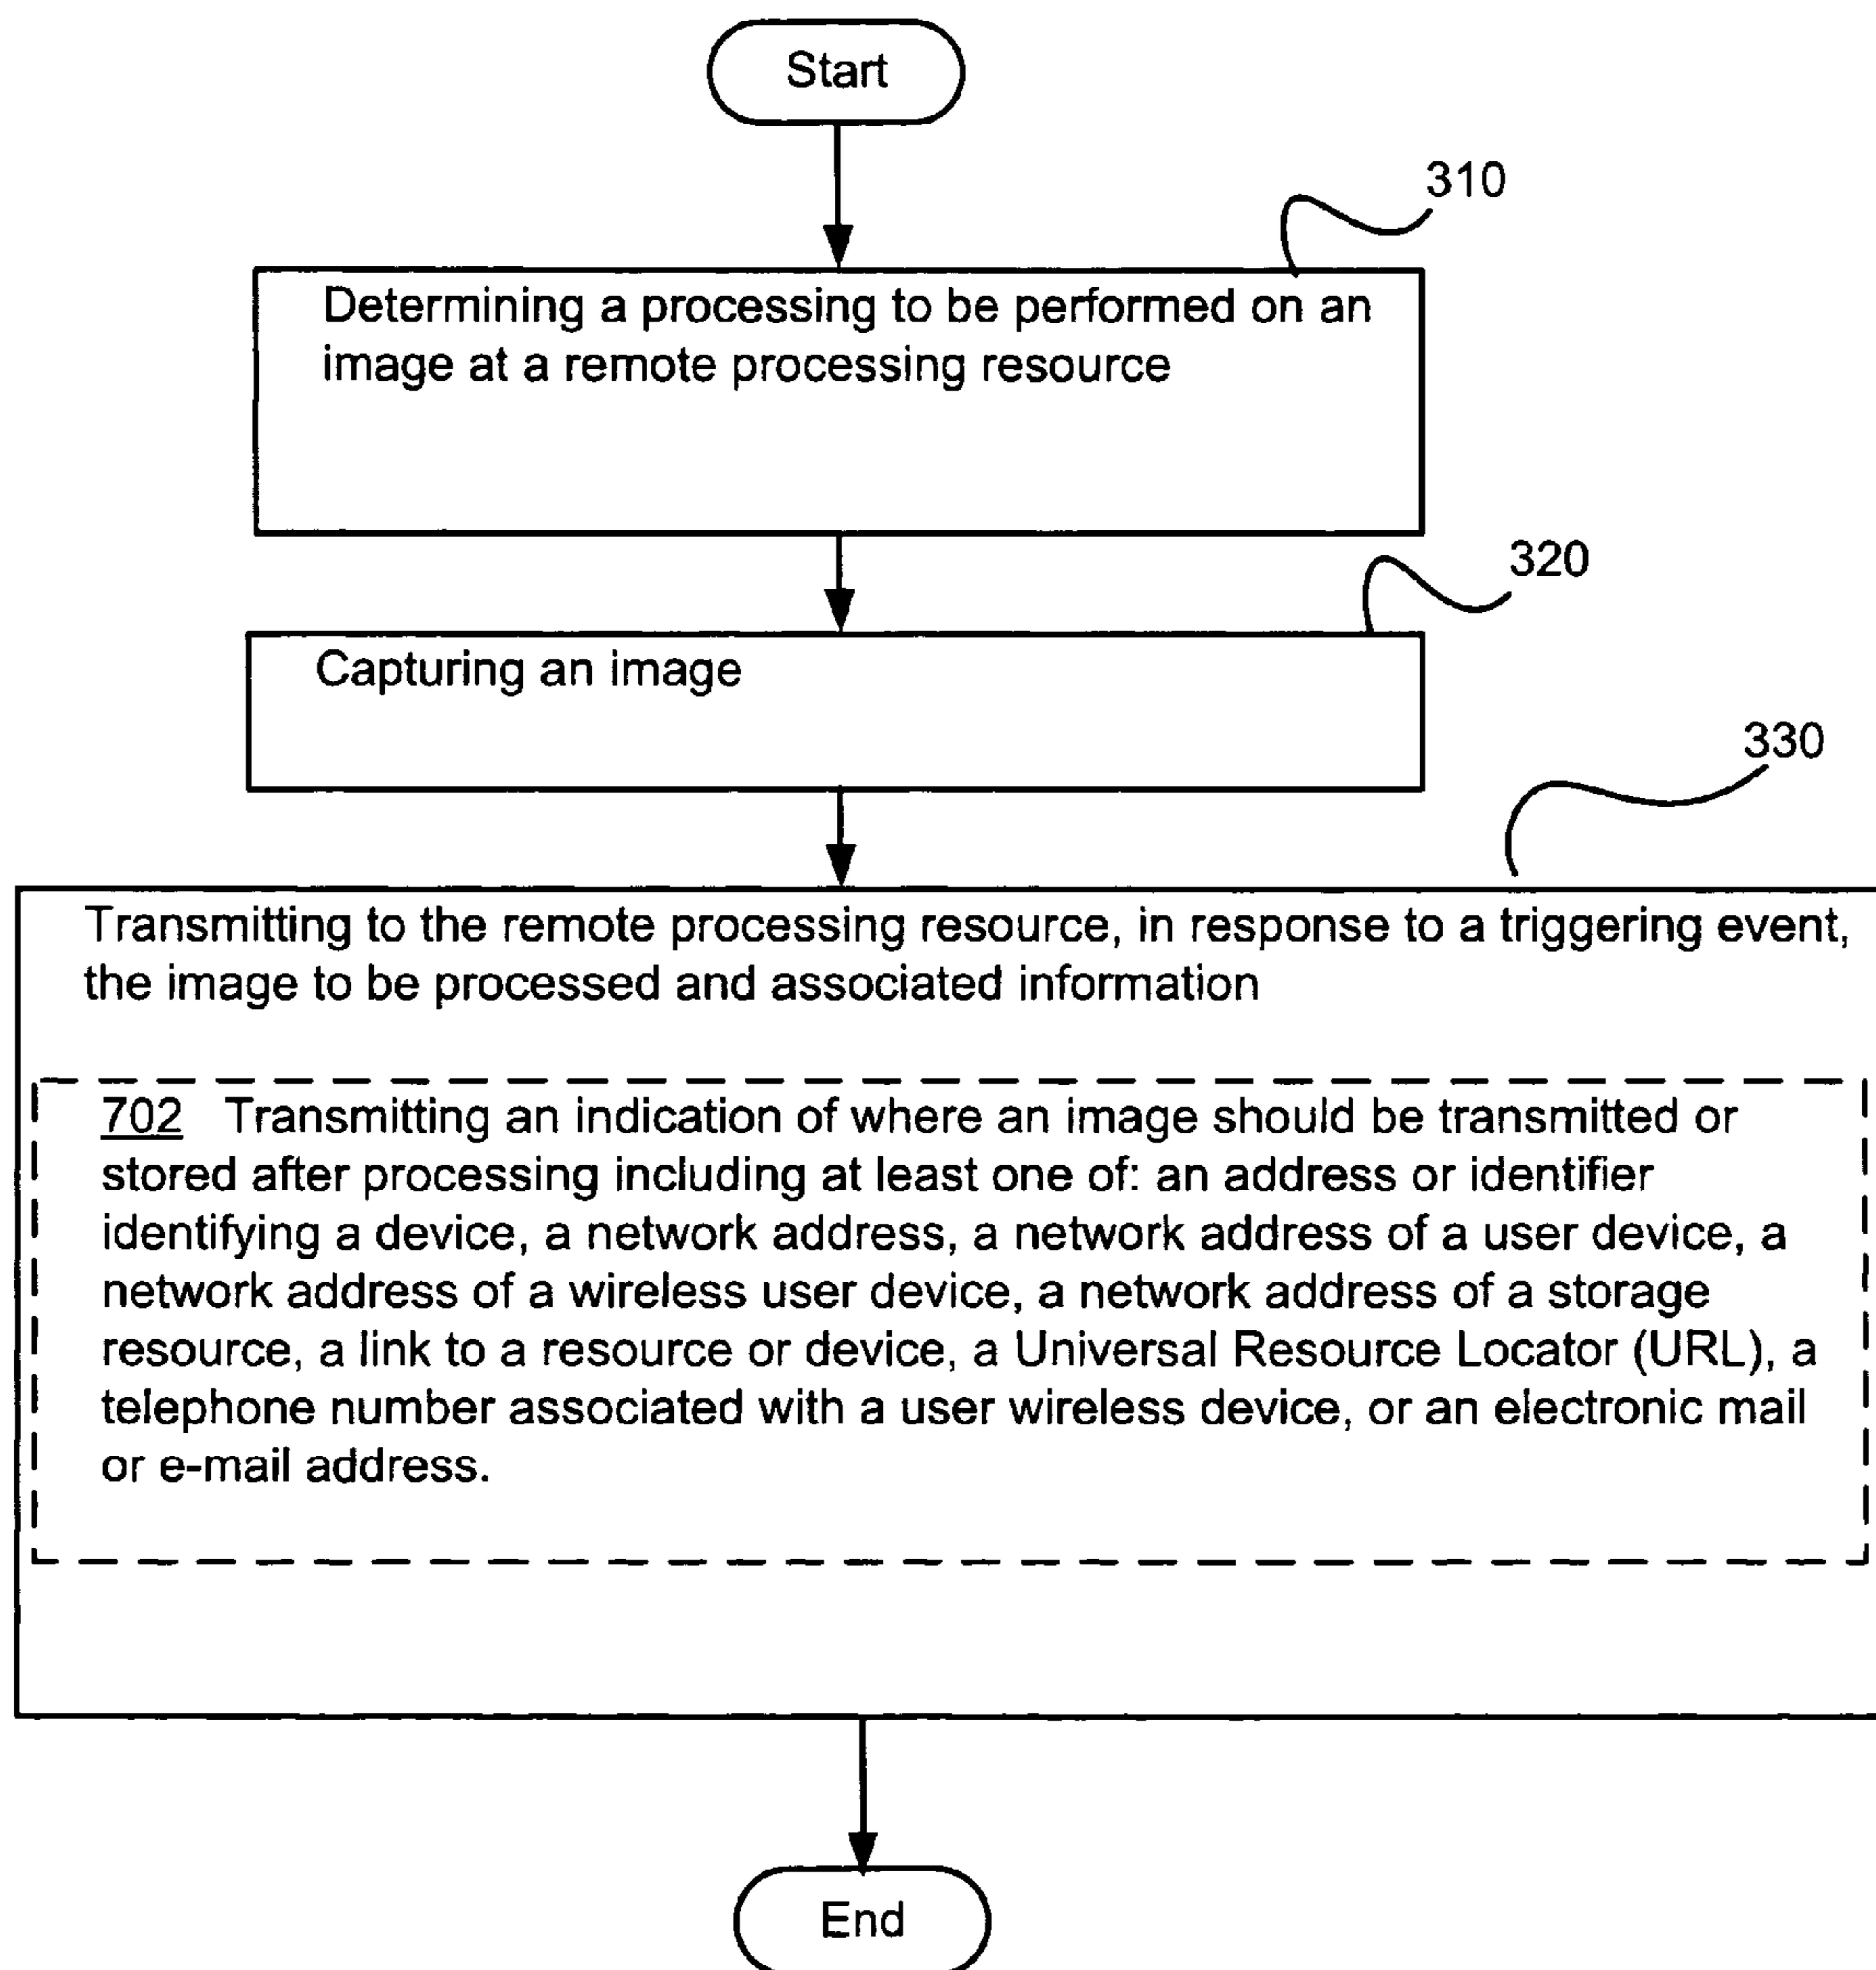 Start
310
Determining a processing to be performed on an
image at a remote processing resource
320
Capturing an image
330
Transmitting to the remote processing resource, in response to a triggering event,
the image to be processed and associated information
702 Transmitting an indication of where an image should be transmitted or
stored after processing including at least one of: an address or identifier
identifying a device, a network address, a network address of a user device, a
network address of a wireless user device, a network address of a storage
resource, a link to a resource or device, a Universal Resource Locator (URL), a
telephone number associated with a user wireless device, or an electronic mail
or e-mail address.
End